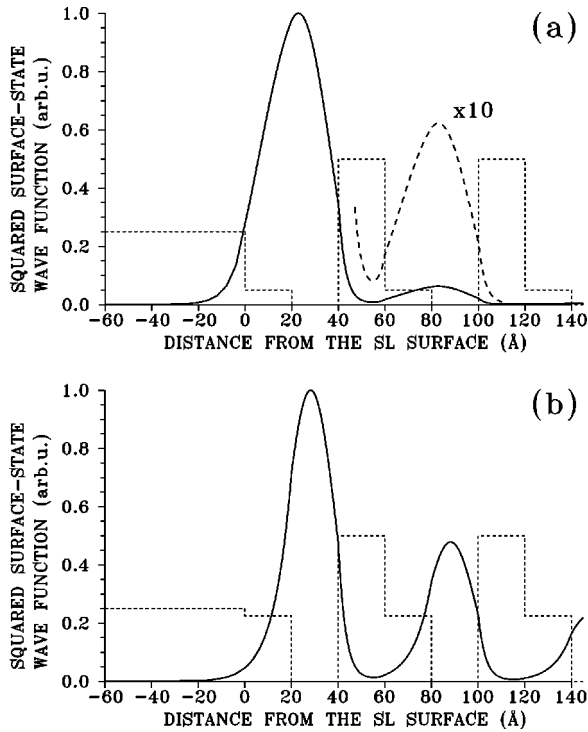 (a)
x10
SQUARED SURFACE-STATE
WAVE FUNCTION (arb.u.)
1.0
0.8
0.6
0.4
0.2
0.0
-60 -40 -20 0 20 40 60 80 100 120 140
DISTANCE FROM THE SL SURFACE (Å)
(b)
SQUARED SURFACE-STATE
WAVE FUNCTION (arb.u.)
1.0
0.8
0.6
0.4
0.2
0.0
-60 -40 -20 0 20 40 60 80 100 120 140
DISTANCE FROM THE SL SURFACE (Å)